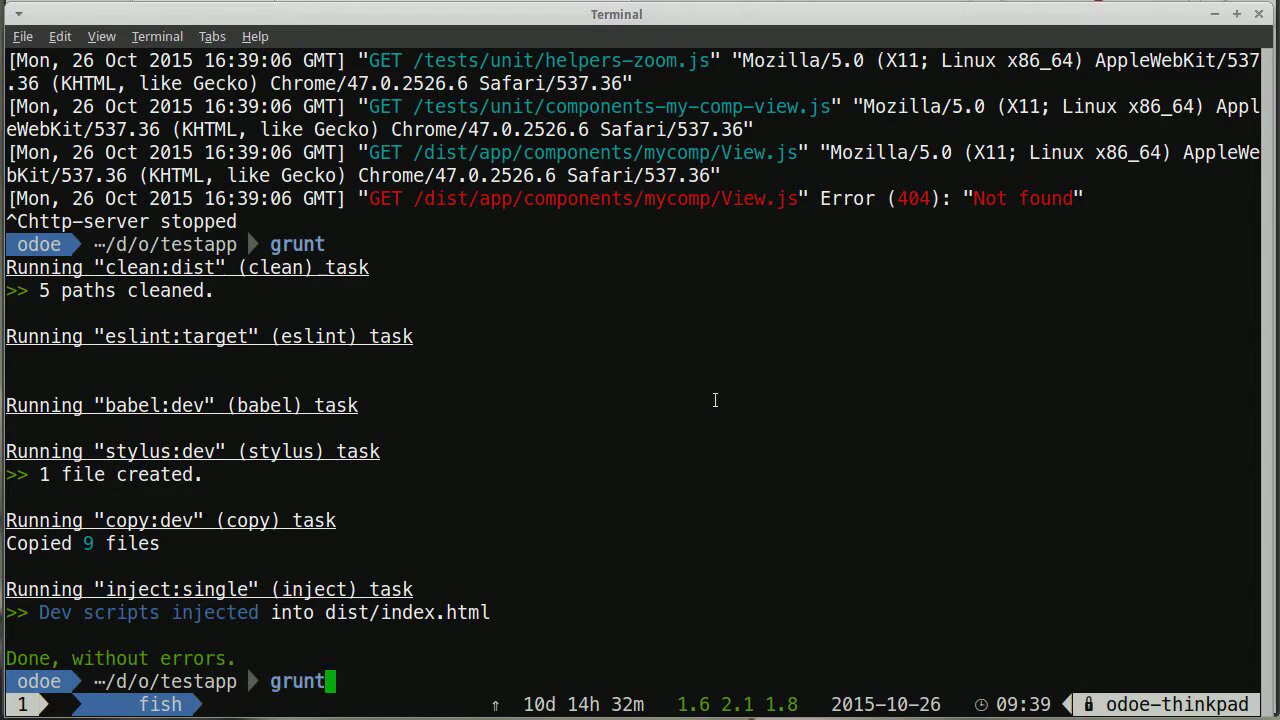 Terminal
File Edit View Terminal Tabs Help
[Mon, 26 Oct 2015 16:39:06 GMT] "GET /tests/unit/helpers-zoom.js" "Mozilla/5.0 (X11; Linux x86_64) AppleWebKit/537
.36 (KHTML, like Gecko) Chrome/47.0.2526.6 Safari/537.36"
[Mon, 26 Oct 2015 16:39:06 GMT] "GET /tests/unit/components-my-comp-view.js" "Mozilla/5.0 (X11; Linux x86_64) Appl
eWebKit/537.36 (KHTML, like Gecko) Chrome/47.0.2526.6 Safari/537.36"
[Mon, 26 Oct 2015 16:39:06 GMT] "GET /dist/app/components/mycomp/View.js" "Mozilla/5.0 (X11; Linux x86_64) AppleWe
bKit/537.36 (KHTML, like Gecko) Chrome/47.0.2526.6 Safari/537.36"
[Mon, 26 Oct 2015 16:39:06 GMT] "GET /dist/app/components/mycomp/View.js" Error (404): "Not found"
^Chttp-server stopped
odoe ⋯/d/o/testapp grunt
Running "clean:dist" (clean) task
>> 5 paths cleaned.
Running "eslint:target" (eslint) task
Running "babel:dev" (babel) task
Running "stylus:dev" (stylus) task
>> 1 file created.
Running "copy:dev" (copy) task
Copied 9 files
Running "inject:single" (inject) task
>> Dev scripts injected into dist/index.html
Done, without errors.
odoe ⋯/d/o/testapp grunt
1 fish ⇑ 10d 14h 32m 1.6 2.1 1.8 2015-10-26 09:39 odoe-thinkpad